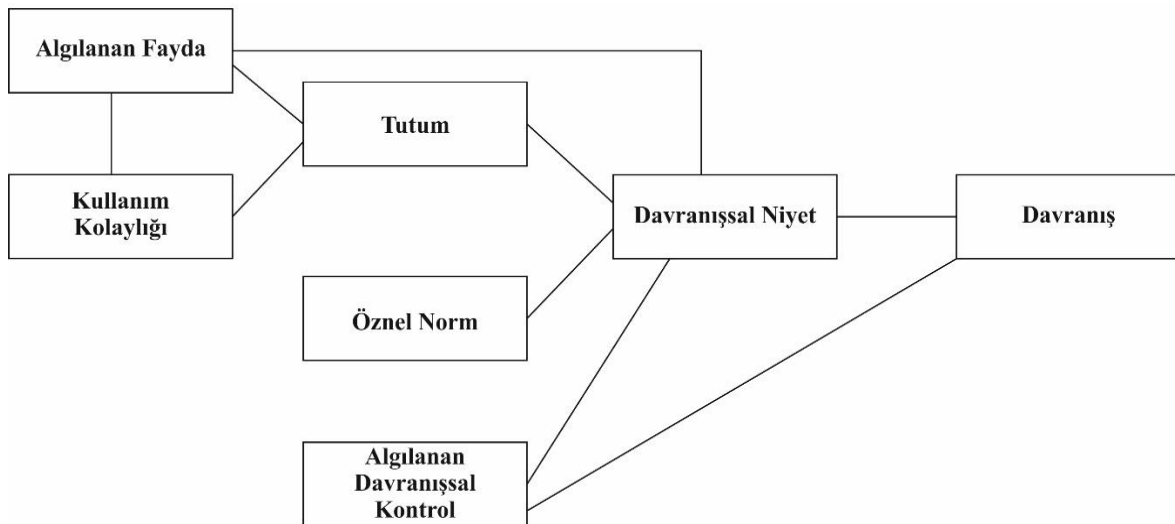 Algılanan Fayda
Tutum
Kullanım
Kolaylığı
Davranışsal Niyet
Davranış
Öznel Norm
Algılanan
Davranışsal
Kontrol